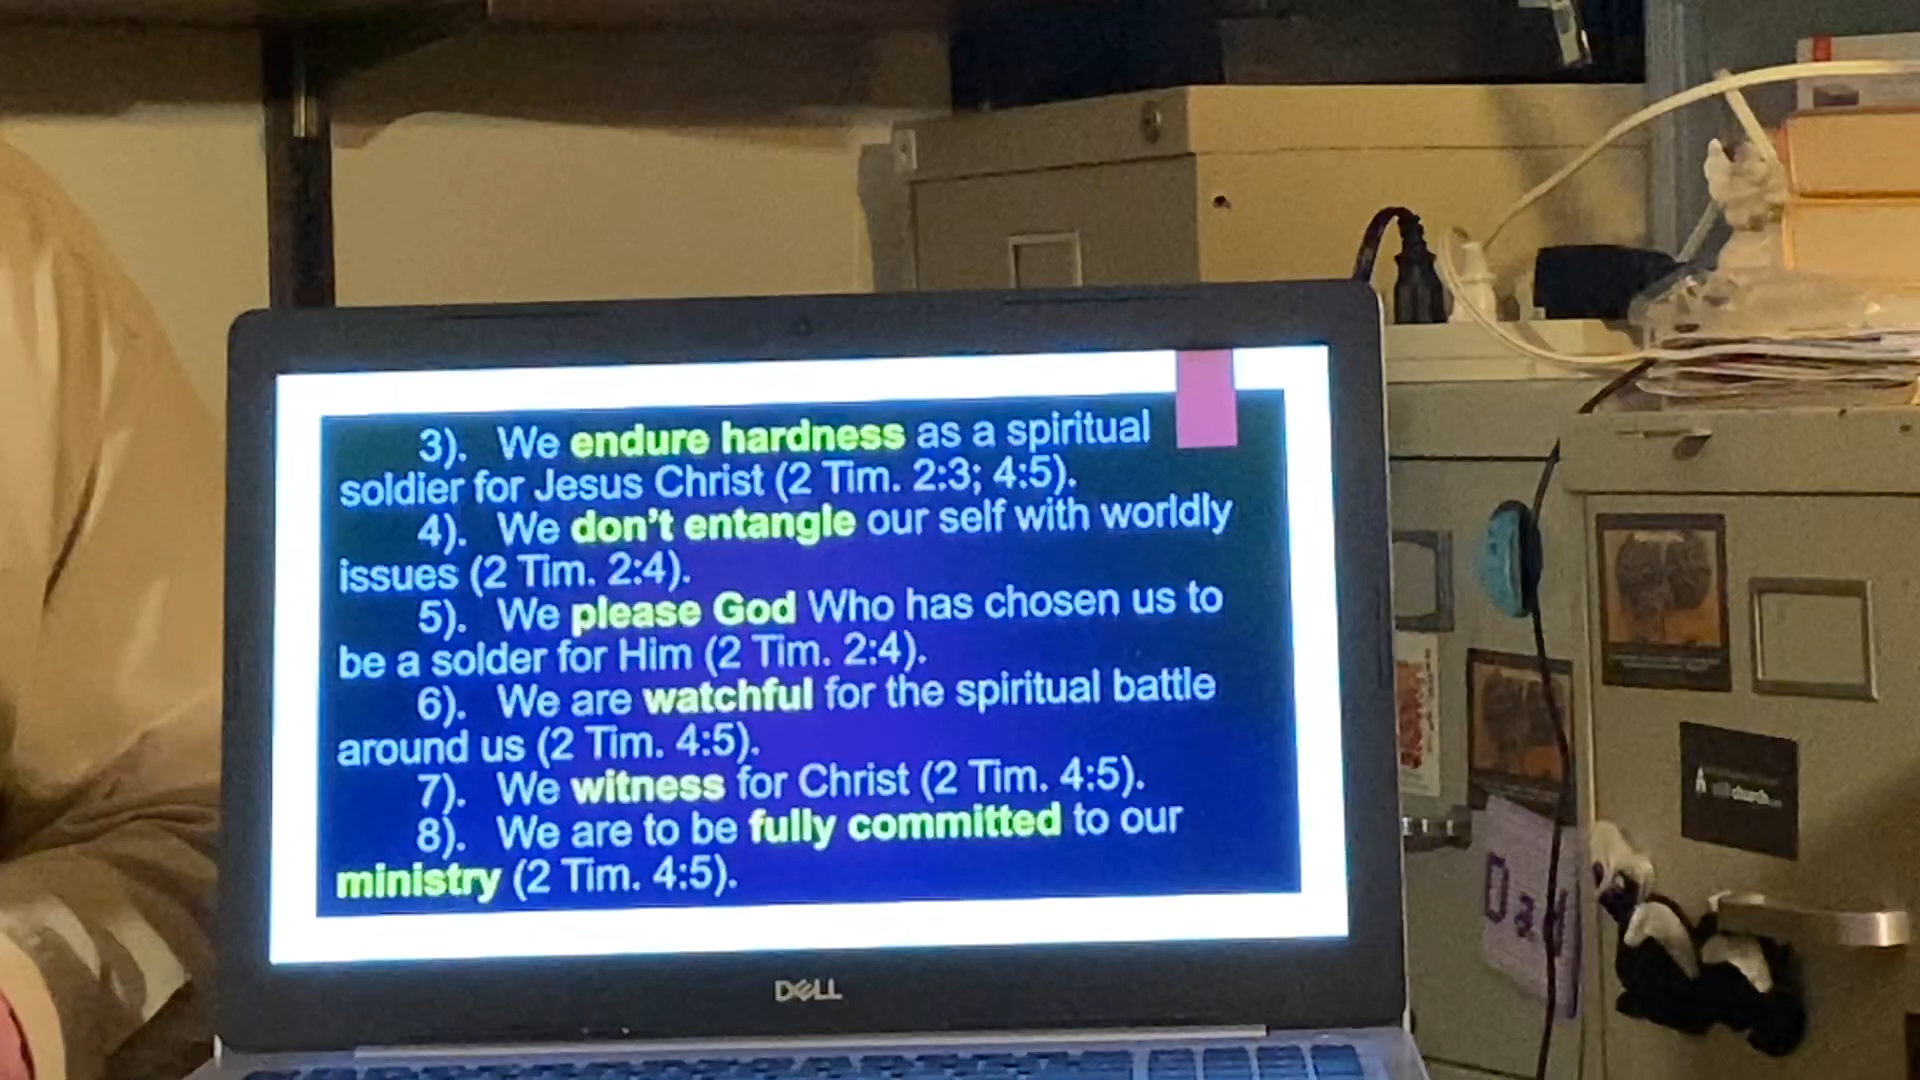 3). We endure hardness as a spiritual
soldier for Jesus Christ (2 Tim. 2:3; 4:5).
4). We don't entangle our self with worldly
issues (2 Tim. 2:4).
5). We please God Who has chosen us to
be a solder for Him (2 Tim. 2:4).
6). We are watchful for the spiritual battle
around us (2 Tim. 4:5).
7). We witness for Christ (2 Tim. 4:5).
8). We are to be fully committed to our
ministry (2 Tim. 4:5).
DELL
Dad